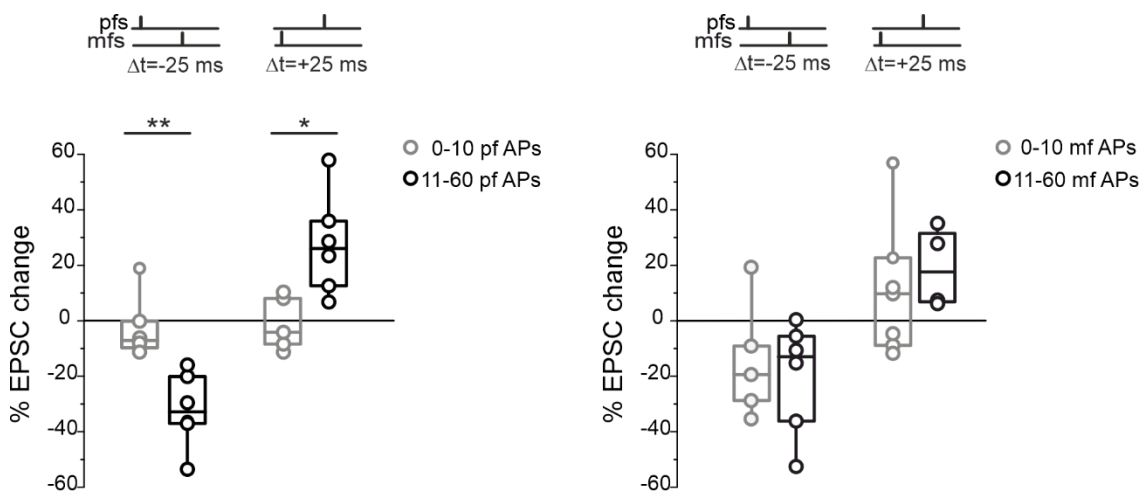 pfs
mfs
Δt=-25 ms Δt=+25 ms
** *
0-10 pf APs
11-60 pf APs
% EPSC change
60
40
20
0
-20
-40
-60
pfs
mfs
Δt=-25 ms Δt=+25 ms
0-10 mf APs
11-60 mf APs
% EPSC change
60
40
20
0
-20
-40
-60